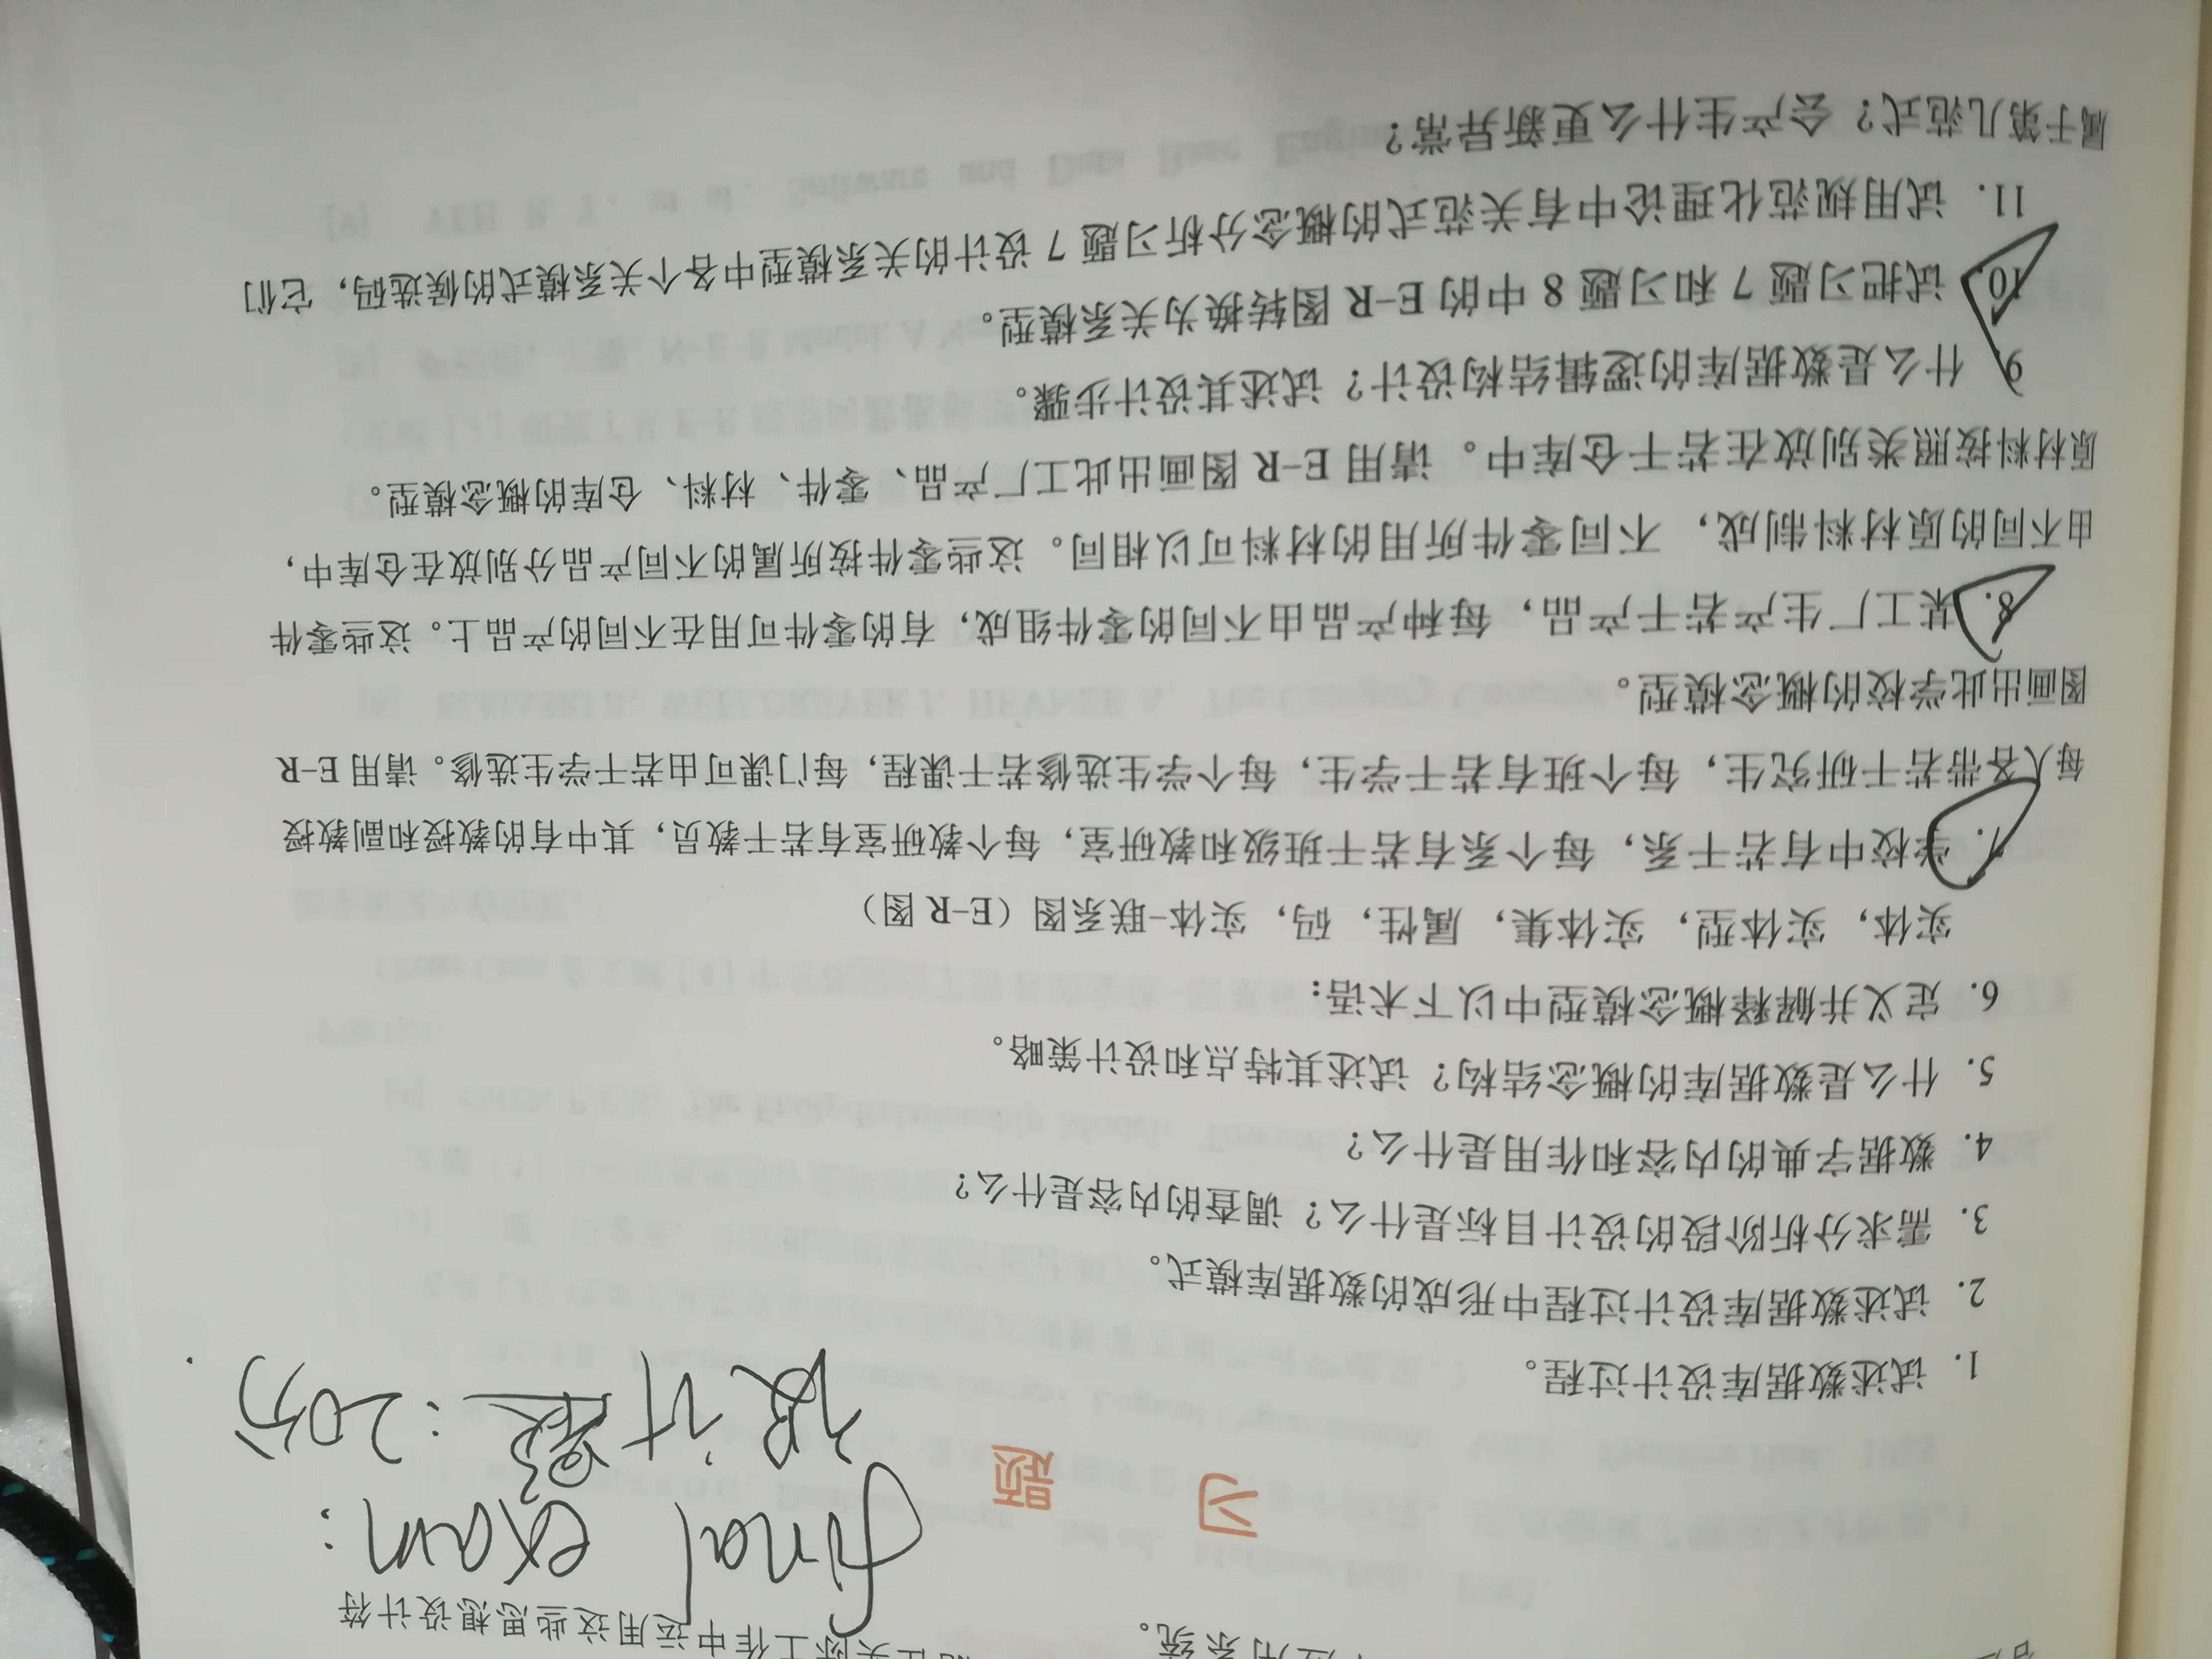 应用系统。
在实际工作中运用这些思想设计符
final exam:
习 题
设计题:20分.
1. 试述数据库设计过程。
2. 试述数据库设计过程中形成的数据库模式。
3. 需求分析阶段的设计目标是什么?调查的内容是什么?
4. 数据字典的内容和作用是什么?
5. 什么是数据库的概念结构?试述其特点和设计策略。
6. 定义并解释概念模型中以下术语:
实体,实体型,实体集,属性,码,实体-联系图(E-R 图)
7. 学校中有若干系,每个系有若干班级和教研室,每个教研室有若干教员,其中有的教授和副教授
每人各带若干研究生,每个班有若干学生,每个学生选修若干课程,每门课可由若干学生选修。请用 E-R
图画出此学校的概念模型。
8. 某工厂生产若干产品,每种产品由不同的零件组成,有的零件可用在不同的产品上。这些零件
由不同的原材料制成,不同零件所用的材料可以相同。这些零件按所属的不同产品分别放在仓库中,
原材料按照类别放在若干仓库中。请用 E-R 图画出此工厂产品、零件、材料、仓库的概念模型。
9. 什么是数据库的逻辑结构设计?试述其设计步骤。
10. 试把习题 7 和习题 8 中的 E-R 图转换为关系模型。
11. 试用规范化理论中有关范式的概念分析习题 7 设计的关系模型中各个关系模式的候选码,它们
属于第几范式?会产生什么更新异常?